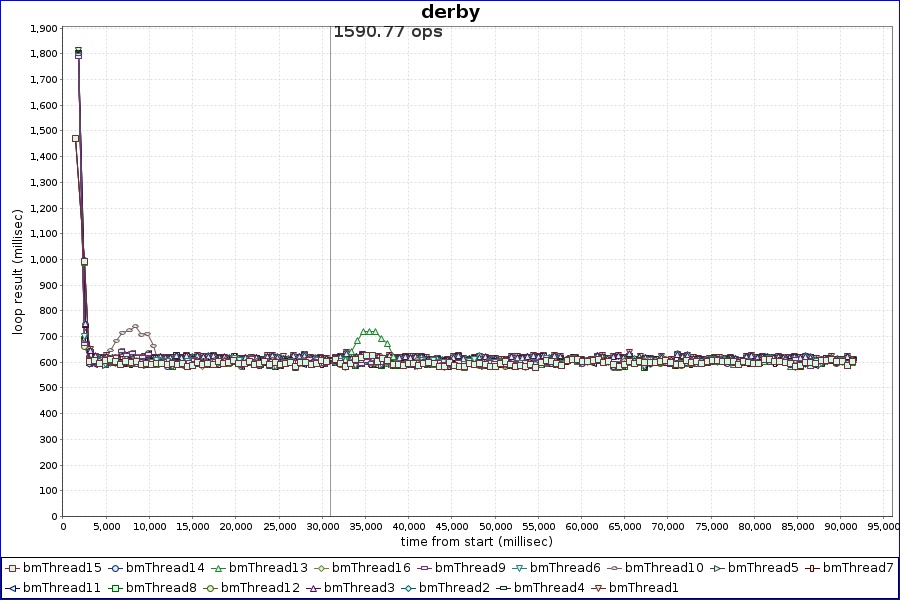 derby
1590.77 ops
loop result (millisec)
1,900
1,800
1,700
1,600
1,500
1,400
1,300
1,200
1,100
1,000
900
800
700
600
500
400
300
200
100
0
0 5,000 10,000 15,000 20,000 25,000 30,000 35,000 40,000 45,000 50,000 55,000 60,000 65,000 70,000 75,000 80,000 85,000 90,000 95,000
time from start (millisec)
bmThread15 bmThread14 bmThread13 bmThread16 bmThread9 bmThread6 bmThread10 bmThread5 bmThread7
bmThread11 bmThread8 bmThread12 bmThread3 bmThread2 bmThread4 bmThread1